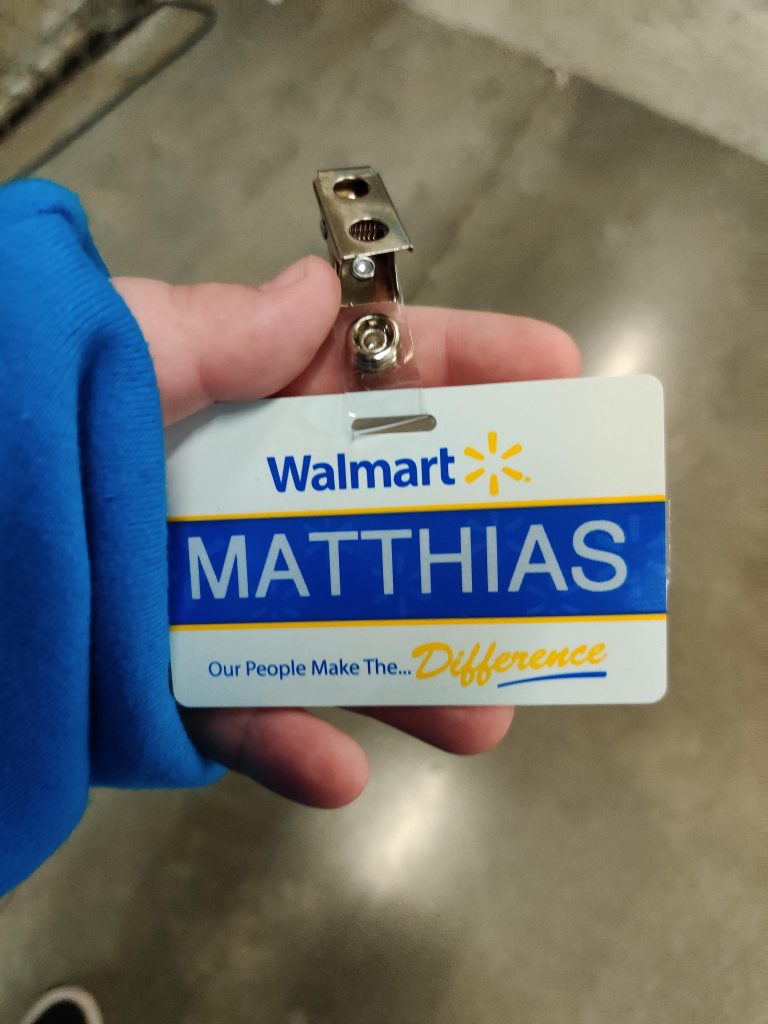 Walmart
MATTHIAS
Our People Make The... Difference